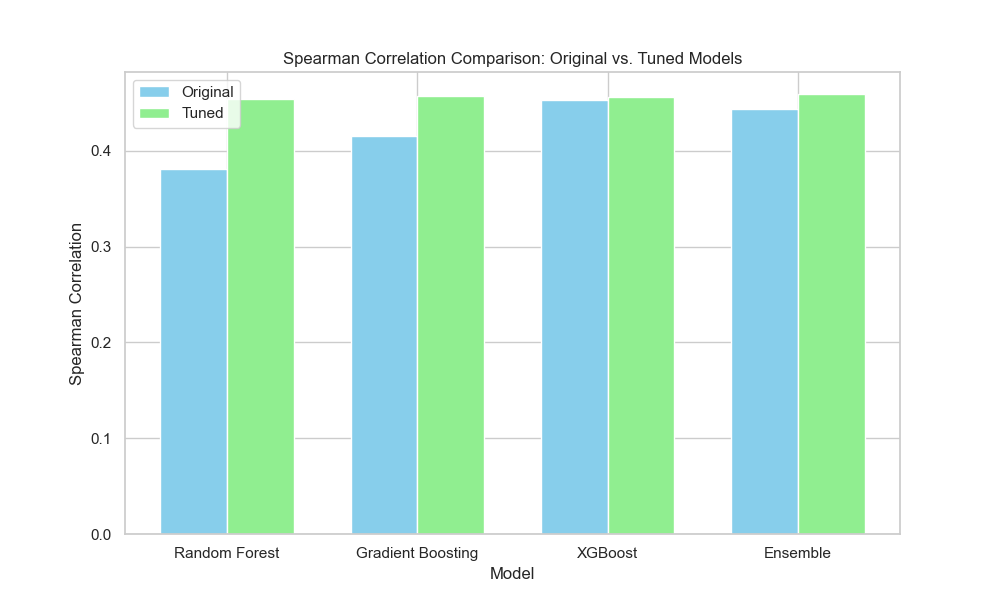 Spearman Correlation Comparison: Original vs. Tuned Models
Original
Tuned
Spearman Correlation
0.4
0.3
0.2
0.1
0.0
Random Forest
Gradient Boosting
XGBoost
Ensemble
Model